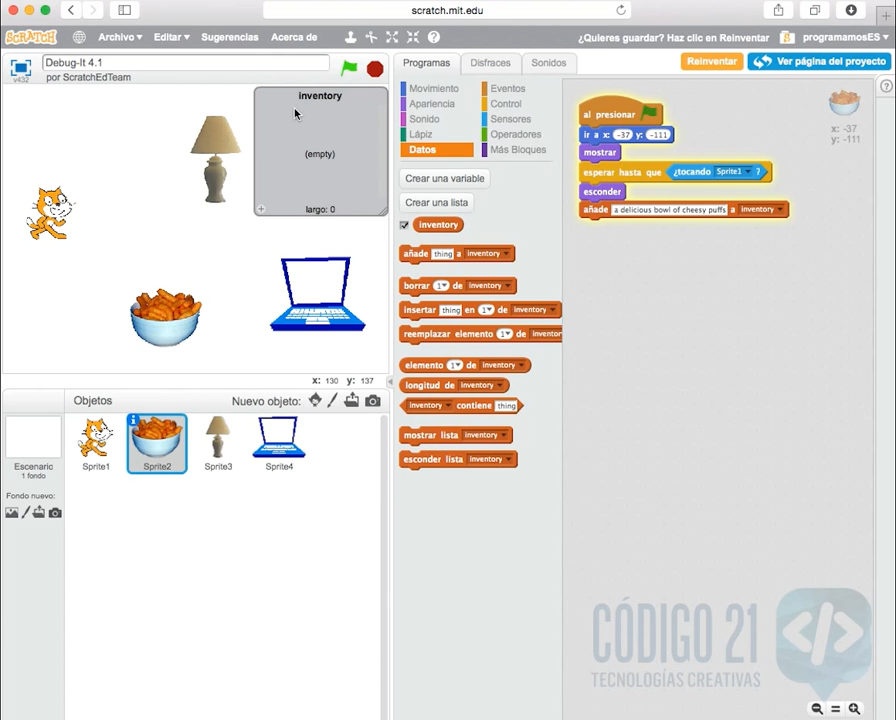 scratch.mit.edu
SCRATCH
Archivo
Editar
Sugerencias
Acerca de
¿Quieres guardar? Haz clic en Reinventar
programamosES
Debug-It 4.1
por ScratchEdTeam
v432
Programas
Disfraces
Sonidos
Reinventar
Ver página del proyecto
inventory
(empty)
largo: 0
Movimiento
Apariencia
Sonido
Lápiz
Datos
Eventos
Control
Sensores
Operadores
Más Bloques
Crear una variable
Crear una lista
inventory
añade thing a inventory
borrar 1 de inventory
insertar thing en 1 de inventory
reemplazar elemento 1 de inventor
elemento 1 de inventory
longitud de inventory
inventory contiene thing
mostrar lista inventory
esconder lista inventory
al presionar
ir a x: -37 y: -111
mostrar
esperar hasta que ¿tocando Sprite1 ?
esconder
añade a delicious bowl of cheesy puffs a inventory
x: -37
y: -111
x: 130 y: 137
Objetos
Nuevo objeto:
Escenaric
1 fondo
Fondo nuevo:
Sprite1
Sprite2
Sprite3
Sprite4
CÓDIGO 21
TECNOLOGÍAS CREATIVAS